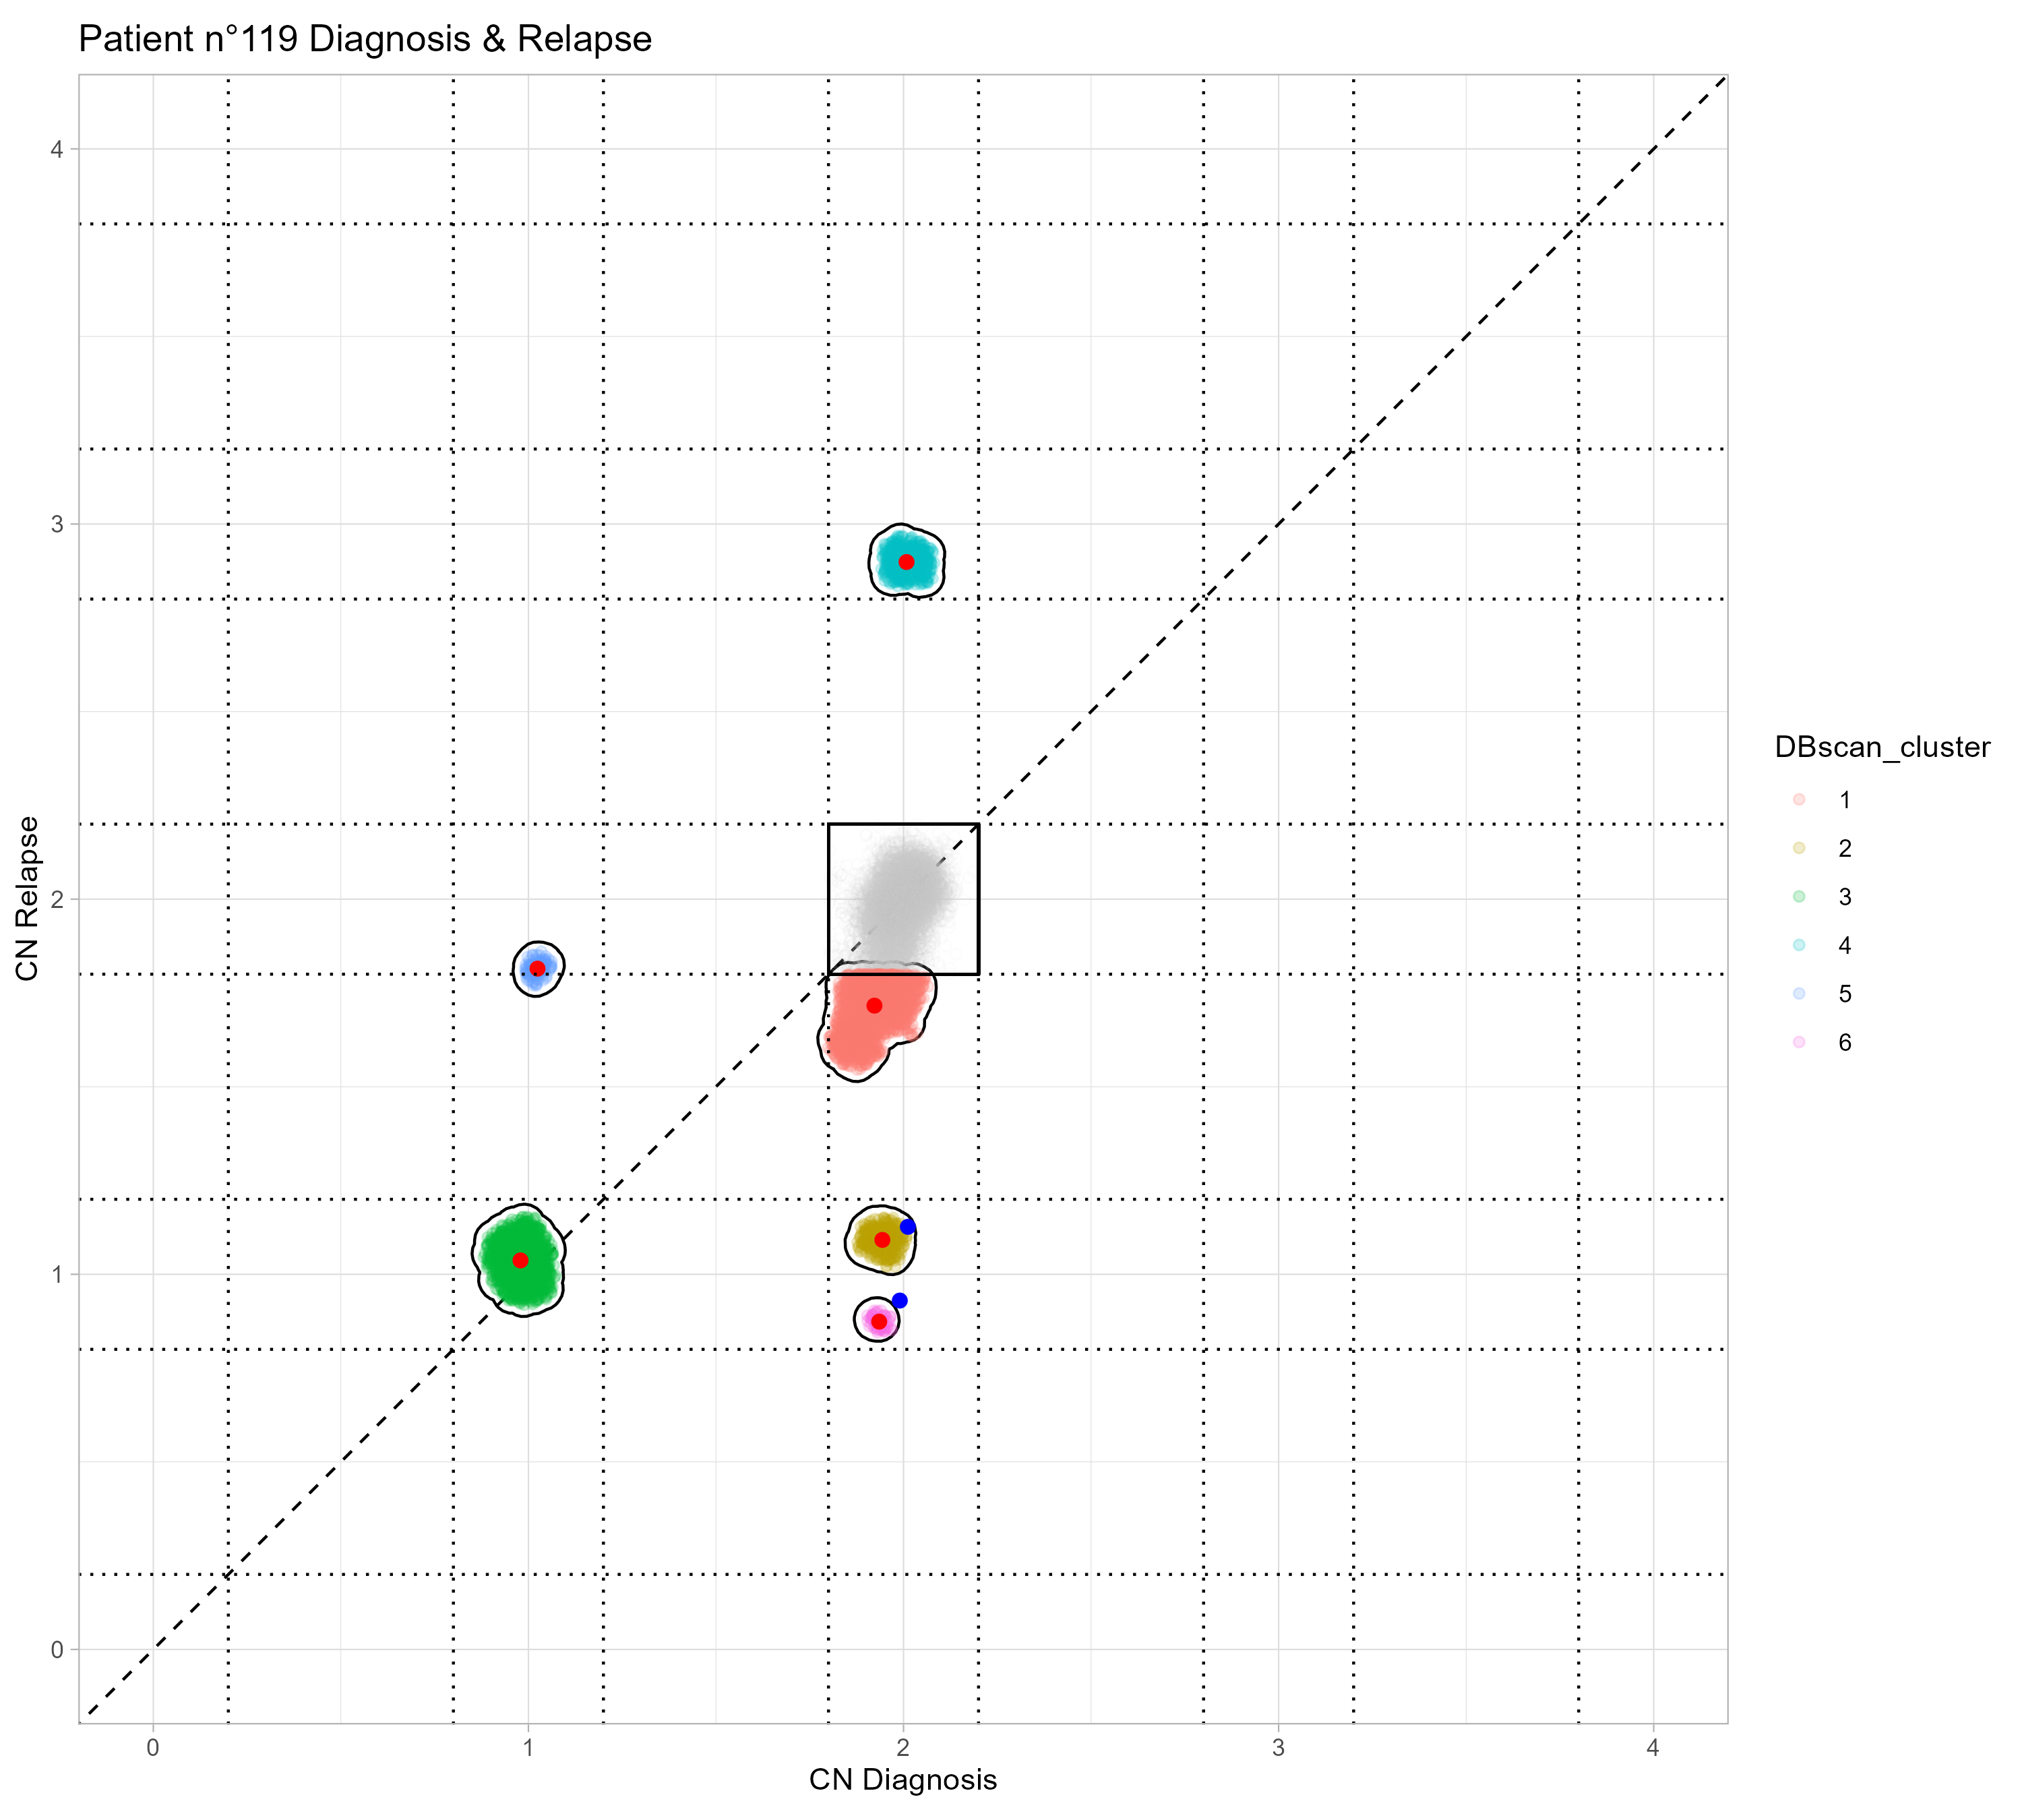 Patient n°119 Diagnosis & Relapse
4
3
2
1
0
CN Relapse
0 1 2 3 4
CN Diagnosis
DBscan_cluster
1
2
3
4
5
6